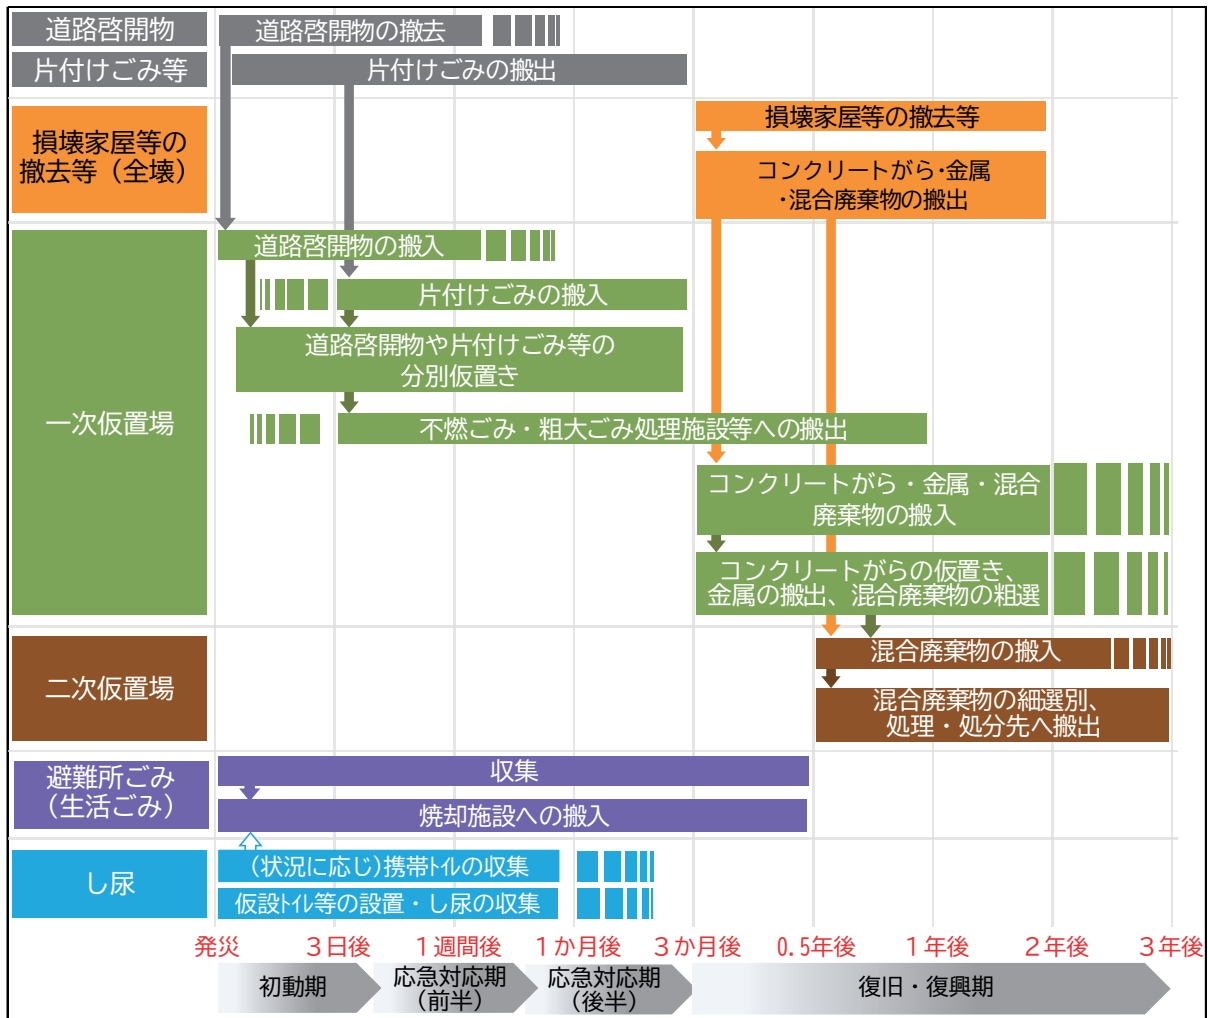 道路啓開物
道路啓開物の撤去
片付けごみ等
片付けごみの搬出
損壊家屋等の
撤去等（全壊）
損壊家屋等の撤去等
コンクリートがら･金属
･混合廃棄物の搬出
一次仮置場
道路啓開物の搬入
片付けごみの搬入
道路啓開物や片付けごみ等の
分別仮置き
不燃ごみ・粗大ごみ処理施設等への搬出
コンクリートがら・金属・混合
廃棄物の搬入
コンクリートがらの仮置き、
金属の搬出、混合廃棄物の粗選
二次仮置場
混合廃棄物の搬入
混合廃棄物の細選別、
処理・処分先へ搬出
避難所ごみ
（生活ごみ）
収集
焼却施設への搬入
し尿
（状況に応じ）携帯ﾄｲﾚの収集
仮設ﾄｲﾚ等の設置・し尿の収集
発災 ３日後 １週間後 １か月後 ３か月後 0.5年後 １年後 ２年後 ３年後
初動期
応急対応期
（前半）
応急対応期
（後半）
復旧・復興期